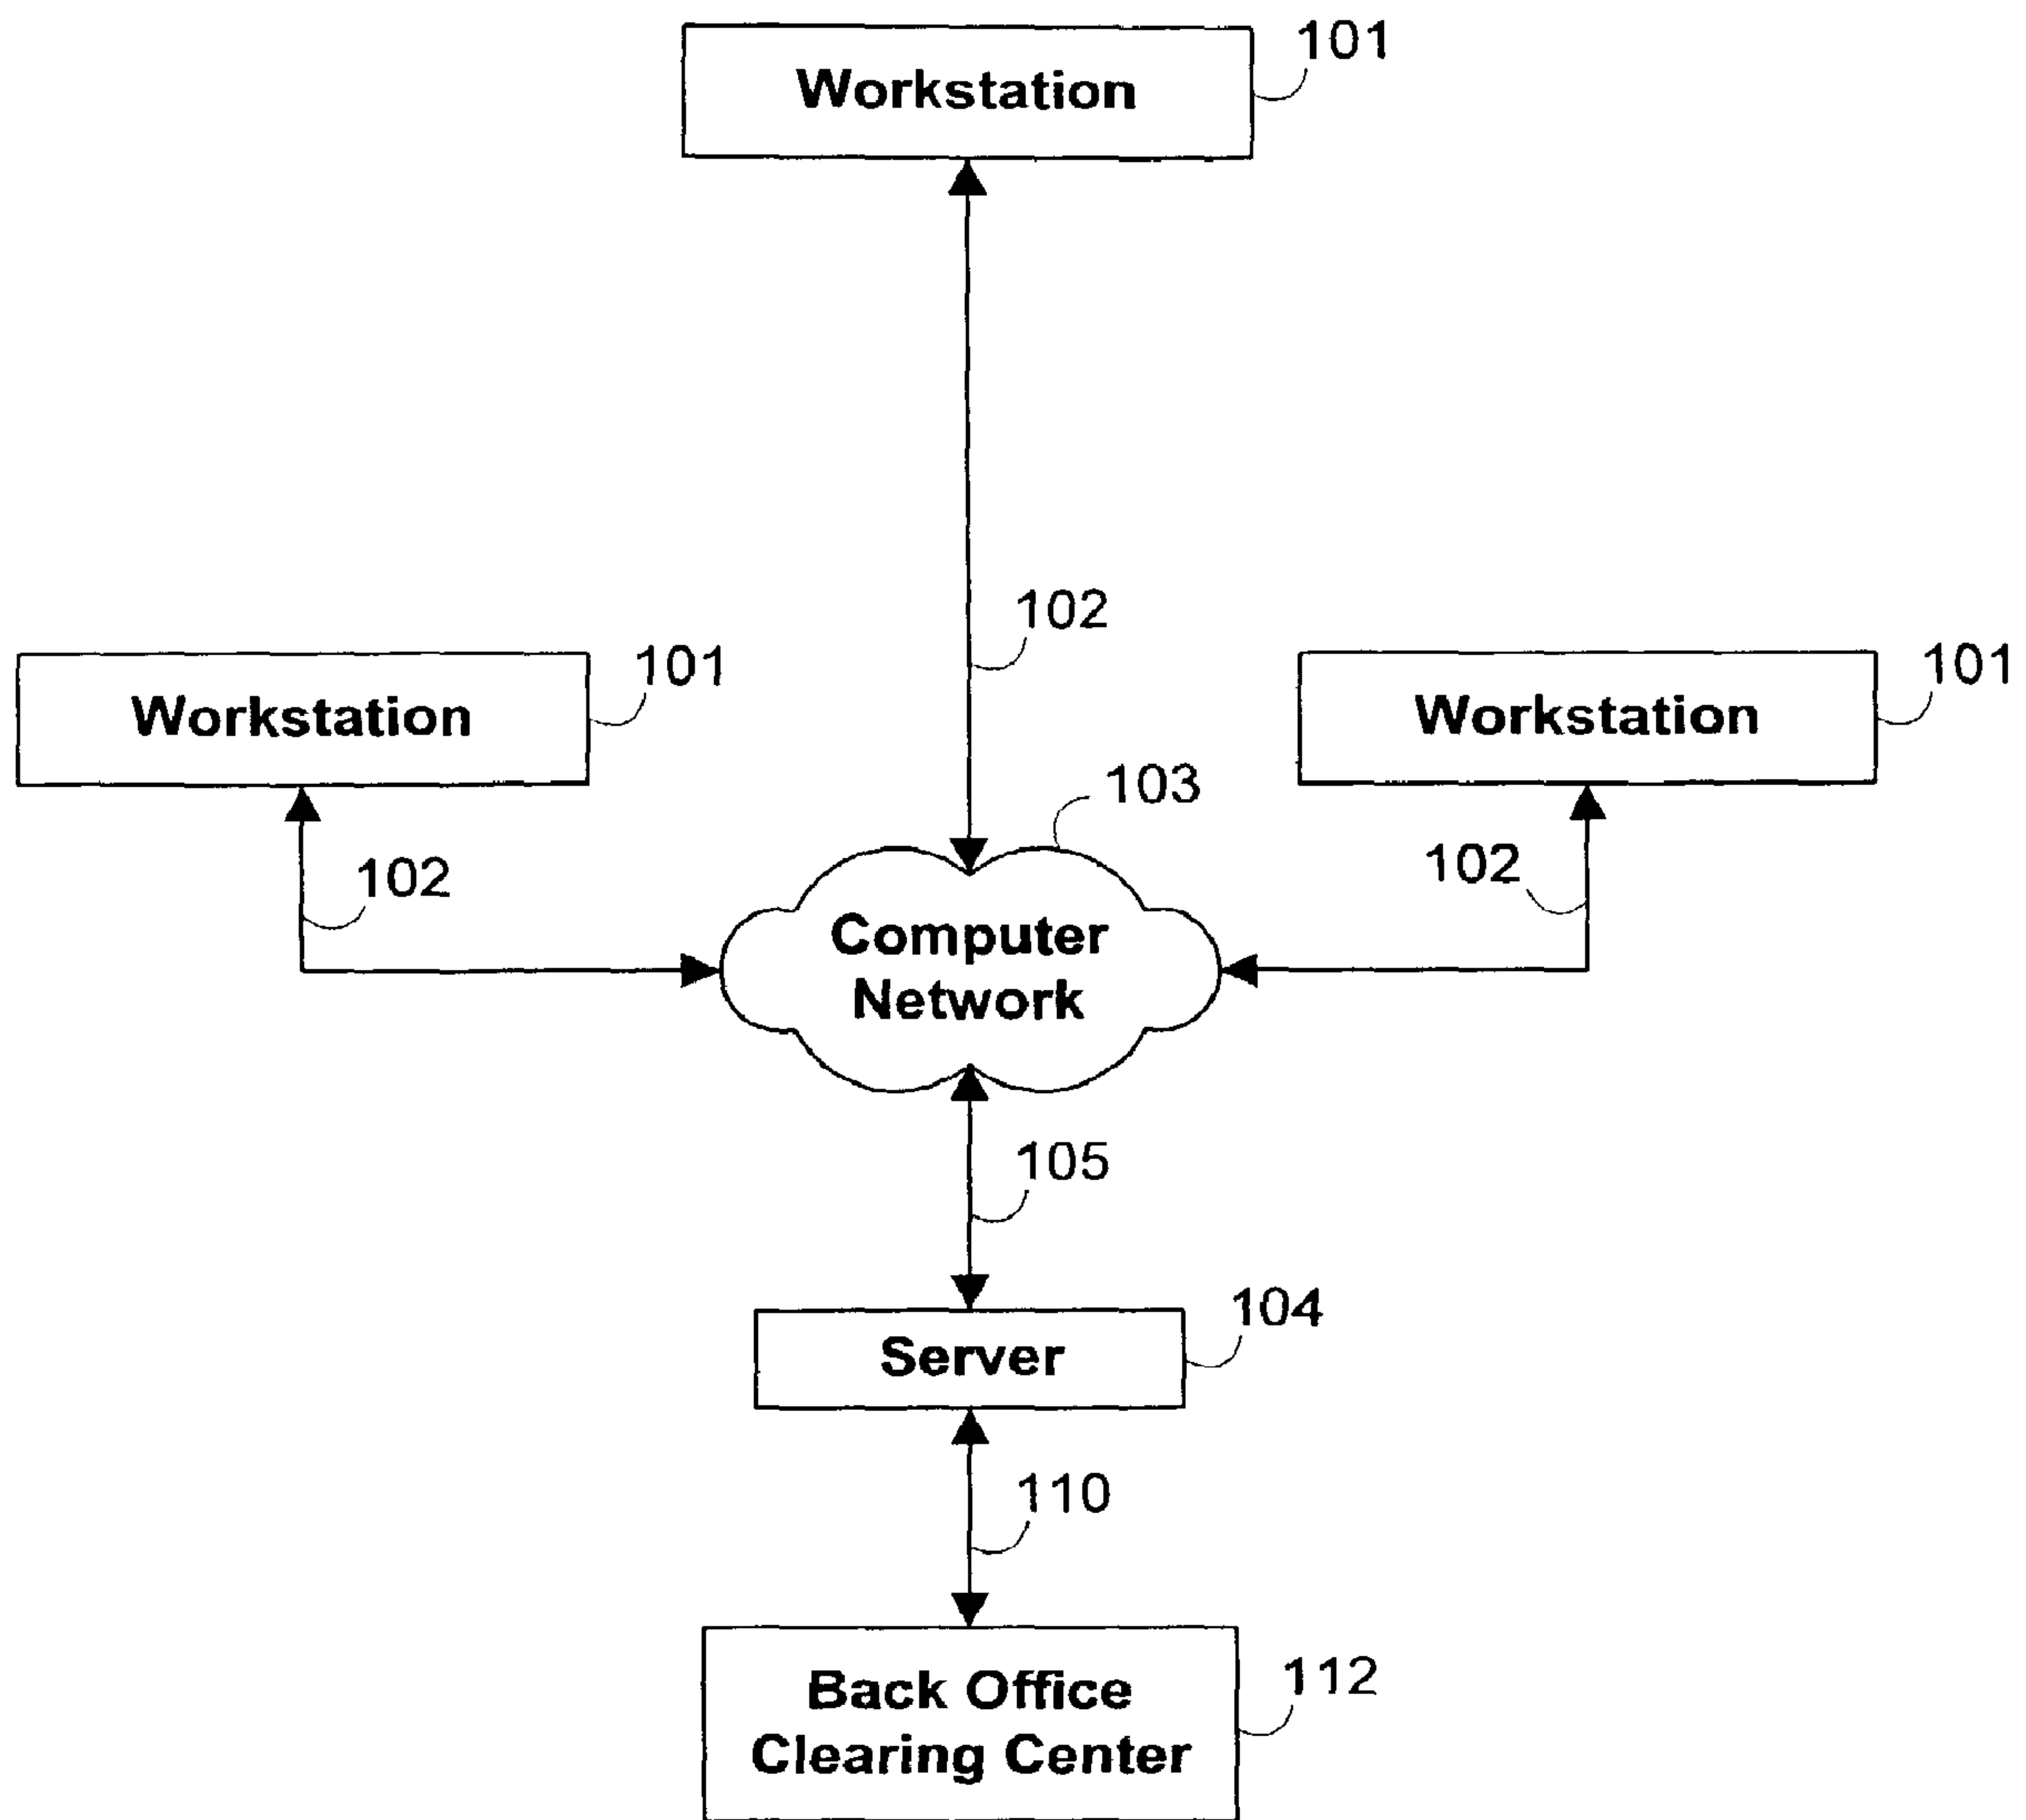 101
Workstation
102
101
Workstation
101
Workstation
103
102
102
Computer
Network
105
104
Server
110
112
Back Office
Clearing Center